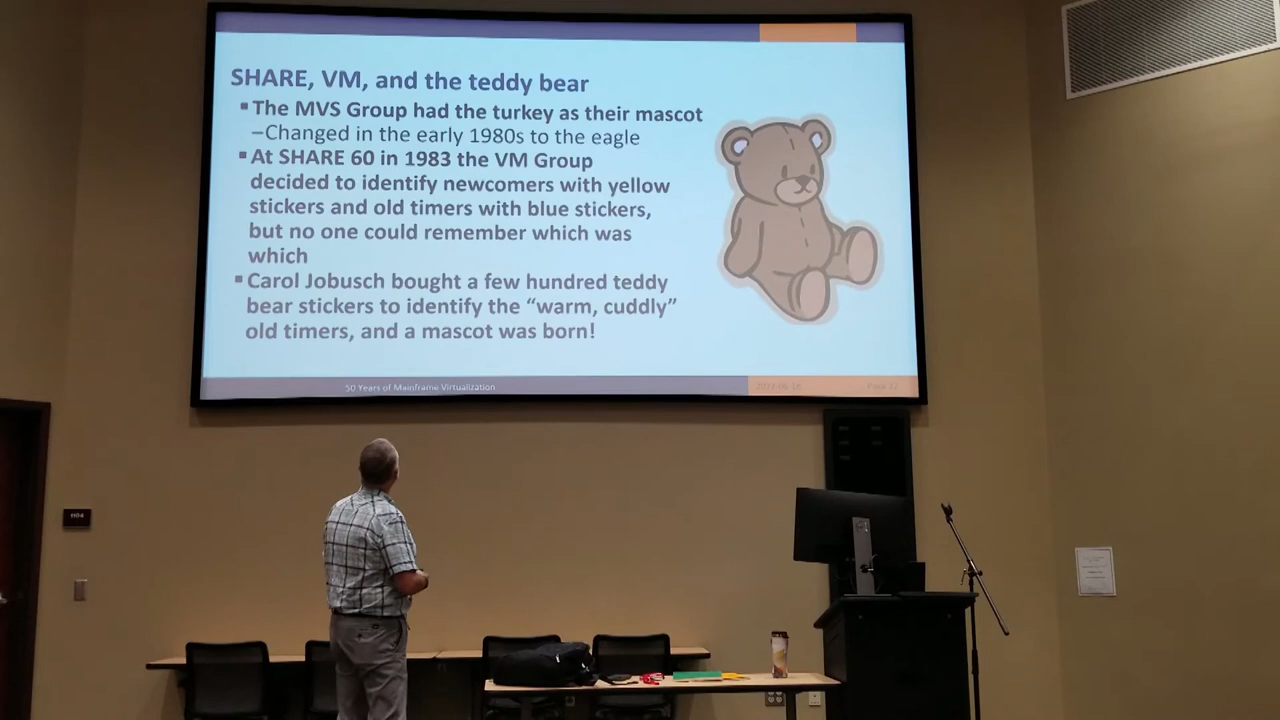 SHARE, VM, and the teddy bear
▪The MVS Group had the turkey as their mascot
–Changed in the early 1980s to the eagle
▪At SHARE 60 in 1983 the VM Group
decided to identify newcomers with yellow
stickers and old timers with blue stickers,
but no one could remember which was
which
▪Carol Jobusch bought a few hundred teddy
bear stickers to identify the “warm, cuddly”
old timers, and a mascot was born!
50 Years of Mainframe Virtualization